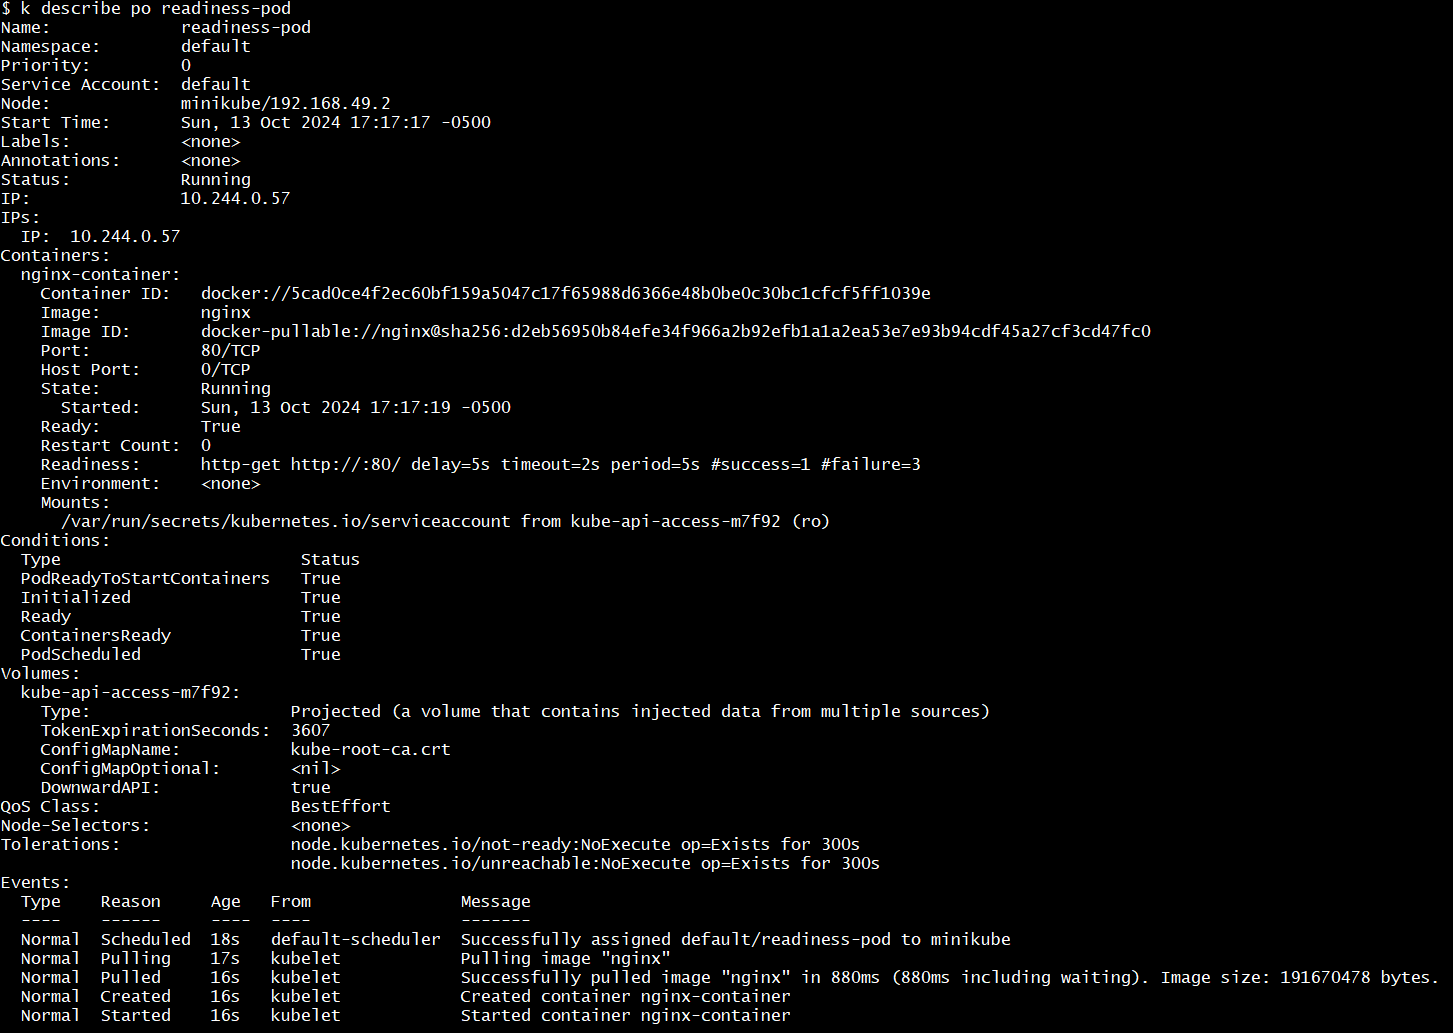 $ k describe po readiness-pod
Name:             readiness-pod
Namespace:        default
Priority:         0
Service Account:  default
Node:             minikube/192.168.49.2
Start Time:       Sun, 13 Oct 2024 17:17:17 -0500
Labels:           <none>
Annotations:      <none>
Status:           Running
IP:               10.244.0.57
IPs:
  IP:  10.244.0.57
Containers:
  nginx-container:
    Container ID:   docker://5cad0ce4f2ec60bf159a5047c17f65988d6366e48b0be0c30bc1cfcf5ff1039e
    Image:          nginx
    Image ID:       docker-pullable://nginx@sha256:d2eb56950b84efe34f966a2b92efb1a1a2ea53e7e93b94cdf45a27cf3cd47fc0
    Port:           80/TCP
    Host Port:      0/TCP
    State:          Running
      Started:      Sun, 13 Oct 2024 17:17:19 -0500
    Ready:          True
    Restart Count:  0
    Readiness:      http-get http://:80/ delay=5s timeout=2s period=5s #success=1 #failure=3
    Environment:    <none>
    Mounts:
      /var/run/secrets/kubernetes.io/serviceaccount from kube-api-access-m7f92 (ro)
Conditions:
  Type                        Status
  PodReadyToStartContainers   True
  Initialized                 True
  Ready                       True
  ContainersReady             True
  PodScheduled                True
Volumes:
  kube-api-access-m7f92:
    Type:                    Projected (a volume that contains injected data from multiple sources)
    TokenExpirationSeconds:  3607
    ConfigMapName:           kube-root-ca.crt
    ConfigMapOptional:       <nil>
    DownwardAPI:             true
QoS Class:                   BestEffort
Node-Selectors:              <none>
Tolerations:                 node.kubernetes.io/not-ready:NoExecute op=Exists for 300s
                             node.kubernetes.io/unreachable:NoExecute op=Exists for 300s
Events:
  Type    Reason     Age   From               Message
  ----    ------     ----  ----               -------
  Normal  Scheduled  18s   default-scheduler  Successfully assigned default/readiness-pod to minikube
  Normal  Pulling    17s   kubelet            Pulling image "nginx"
  Normal  Pulled     16s   kubelet            Successfully pulled image "nginx" in 880ms (880ms including waiting). Image size: 191670478 bytes.
  Normal  Created    16s   kubelet            Created container nginx-container
  Normal  Started    16s   kubelet            Started container nginx-container